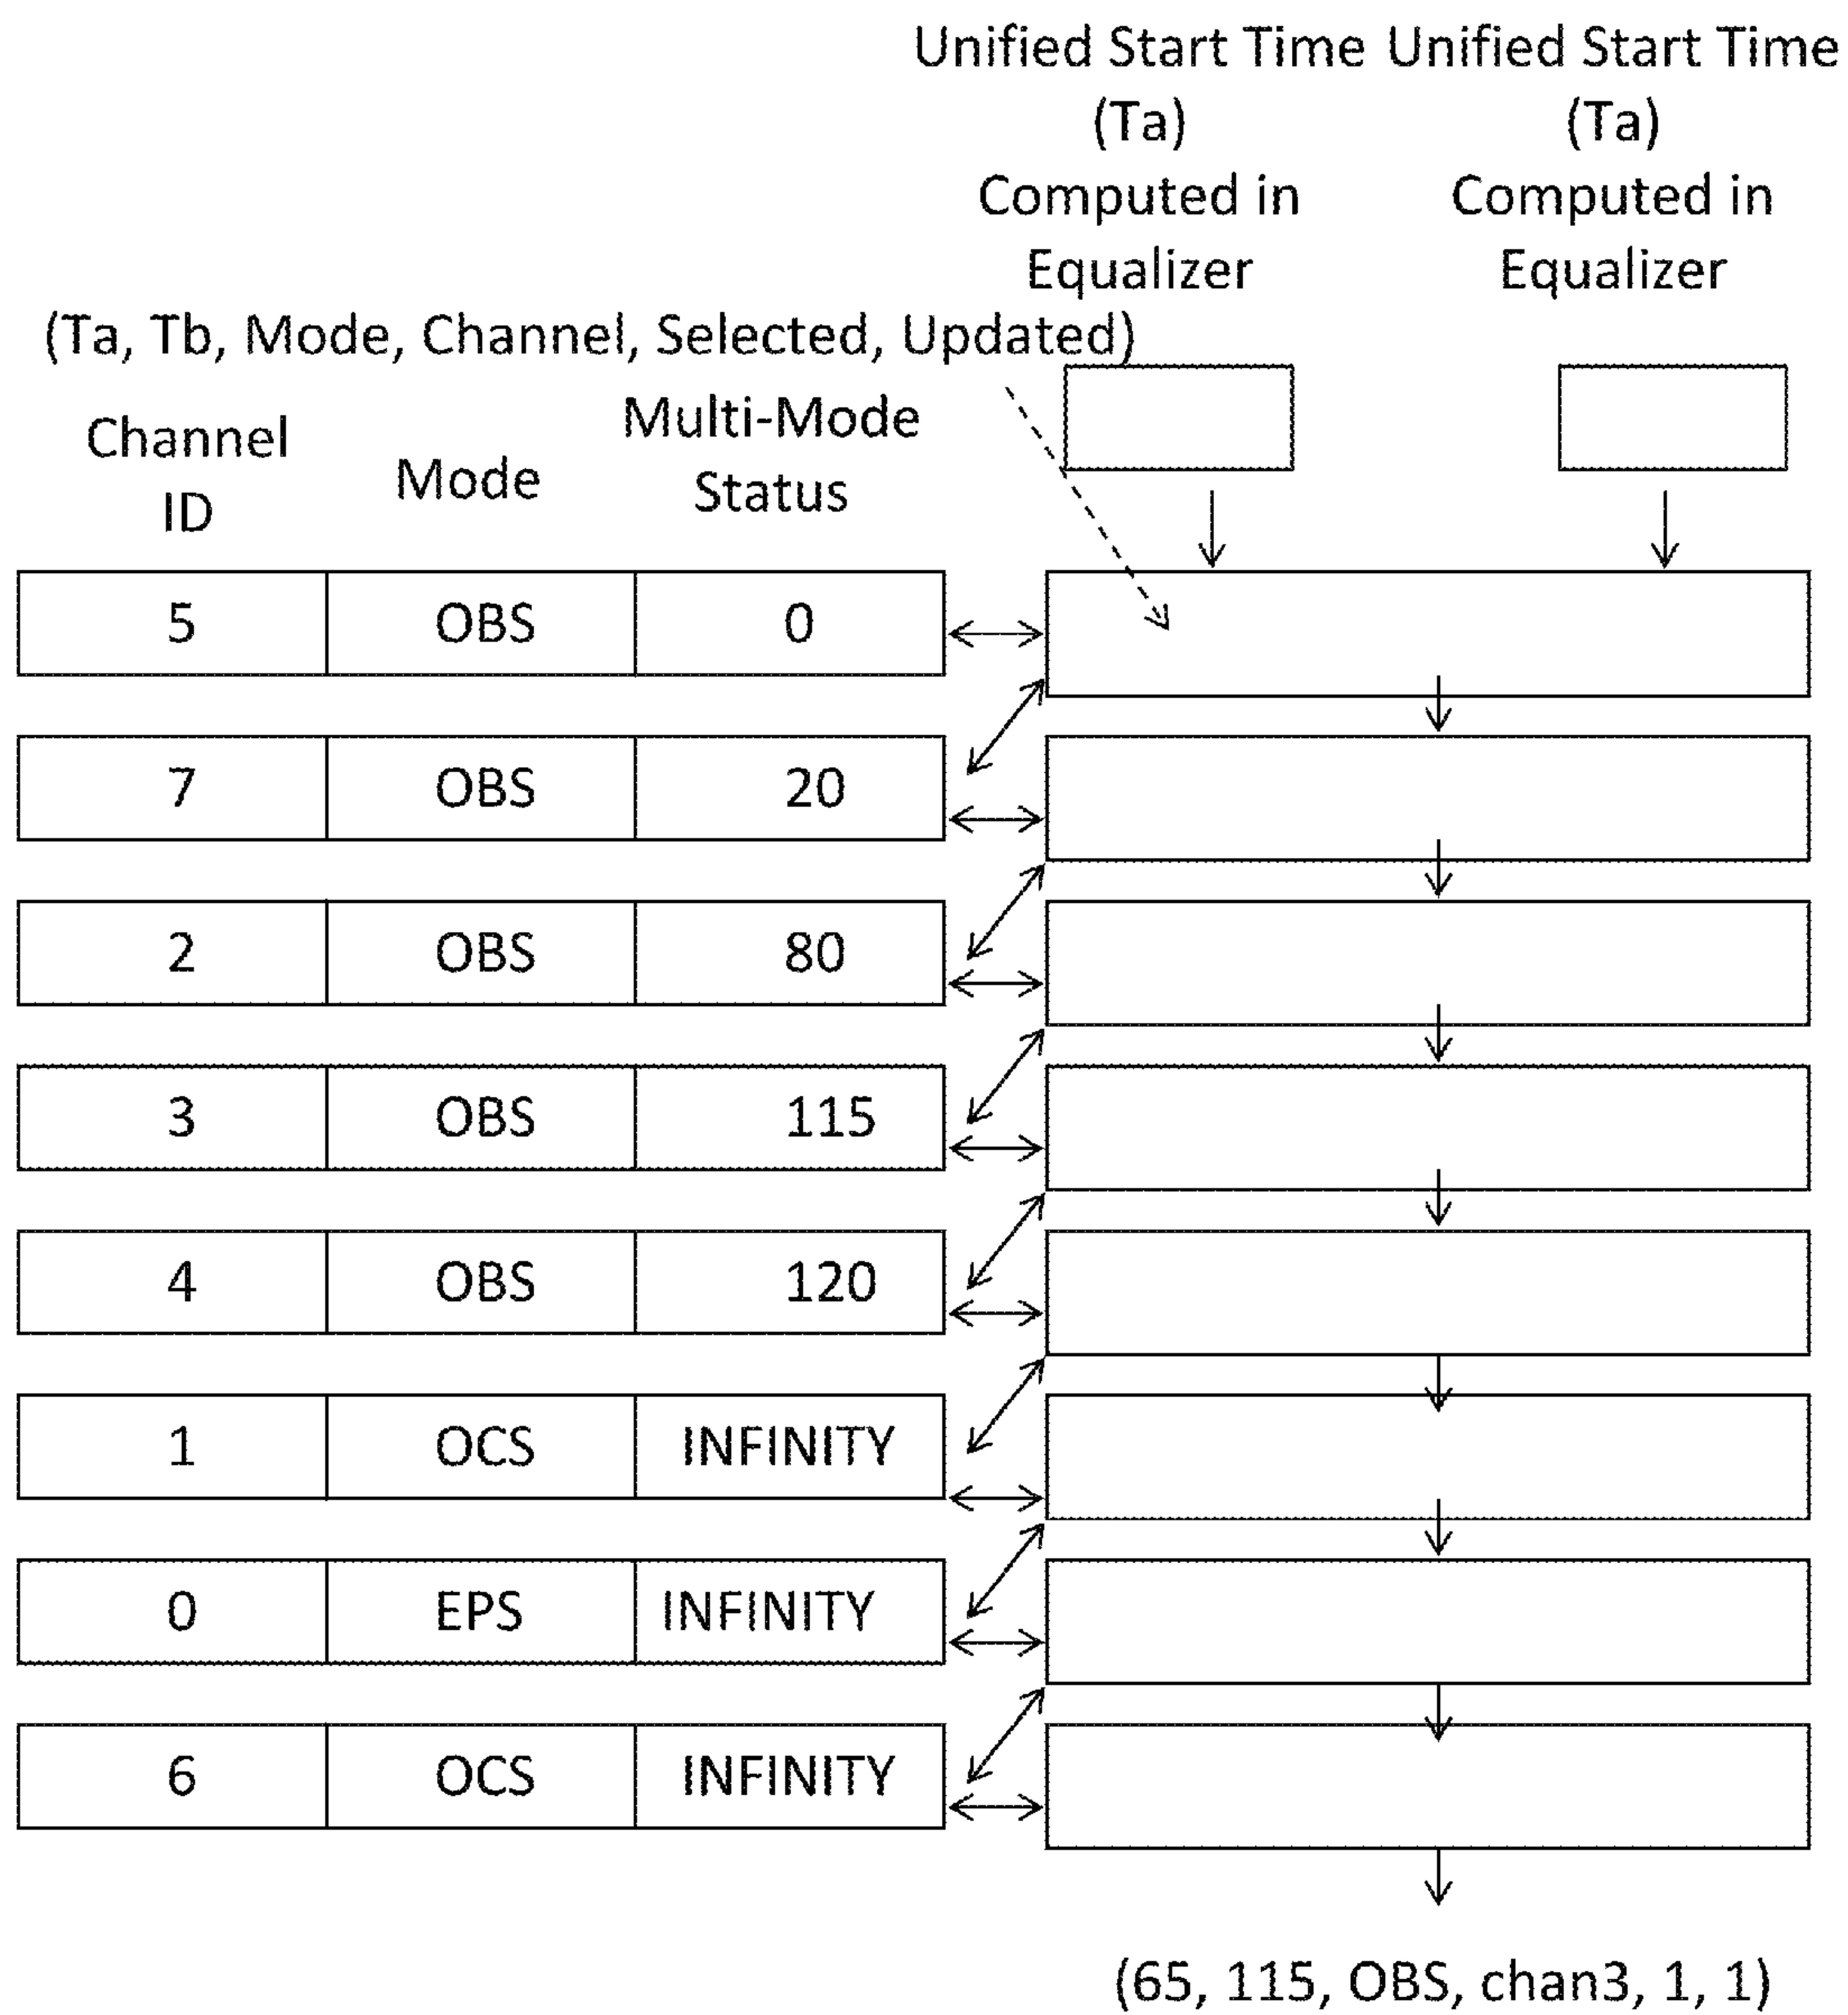 Unified Start Time Unified Start Time
(Ta) (Ta)
Computed in Computed in
Equalizer Equalizer
(Ta, Tb, Mode, Channel, Selected, Updated)
Channel
ID
Mode
Multi-Mode
Status
5 OBS 0
7 OBS 20
2 OBS 80
3 OBS 115
4 OBS 120
1 OCS INFINITY
0 EPS INFINITY
6 OCS INFINITY
(65, 115, OBS, chan3, 1, 1)